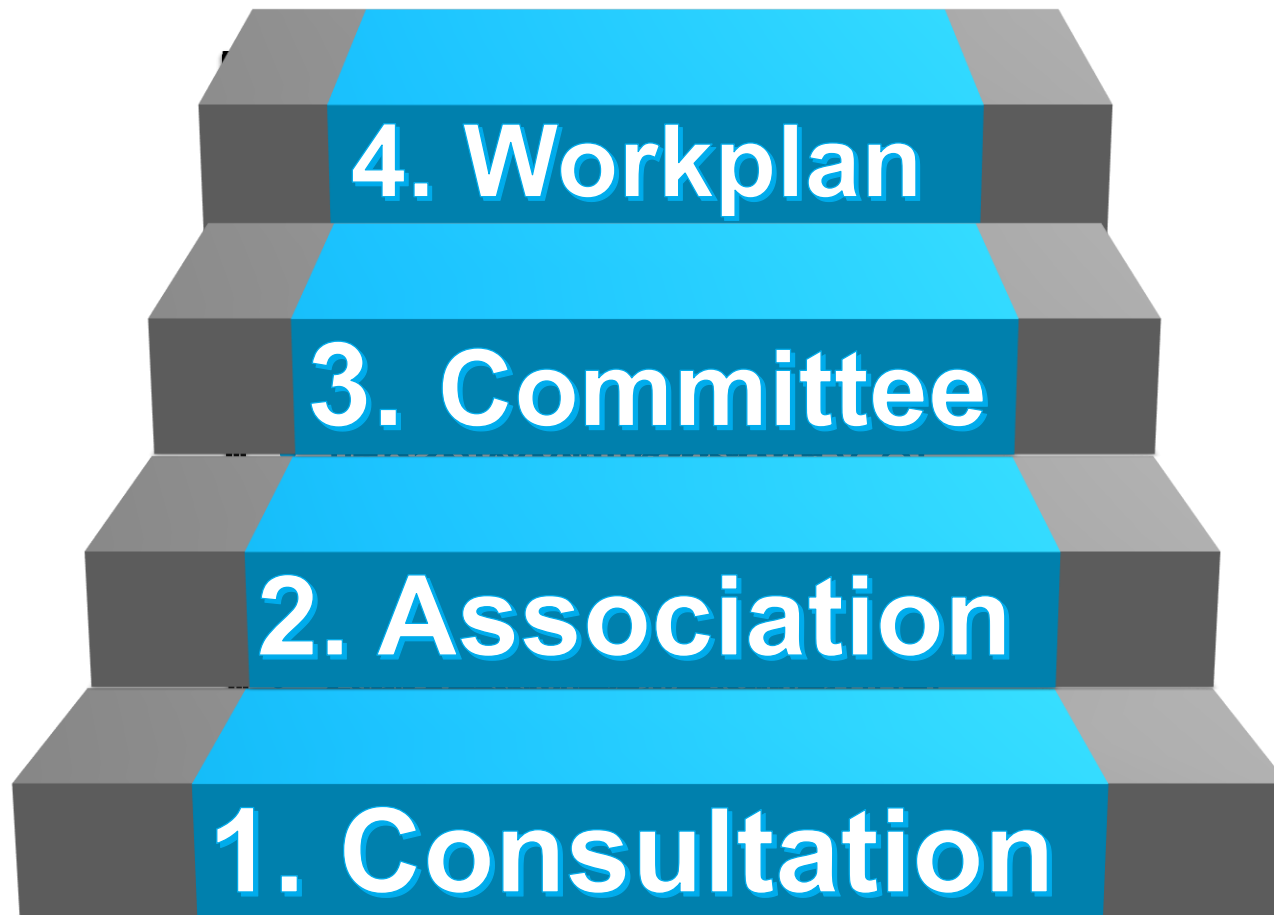 4. Workplan
3. Committee
2. Association
1. Consultation